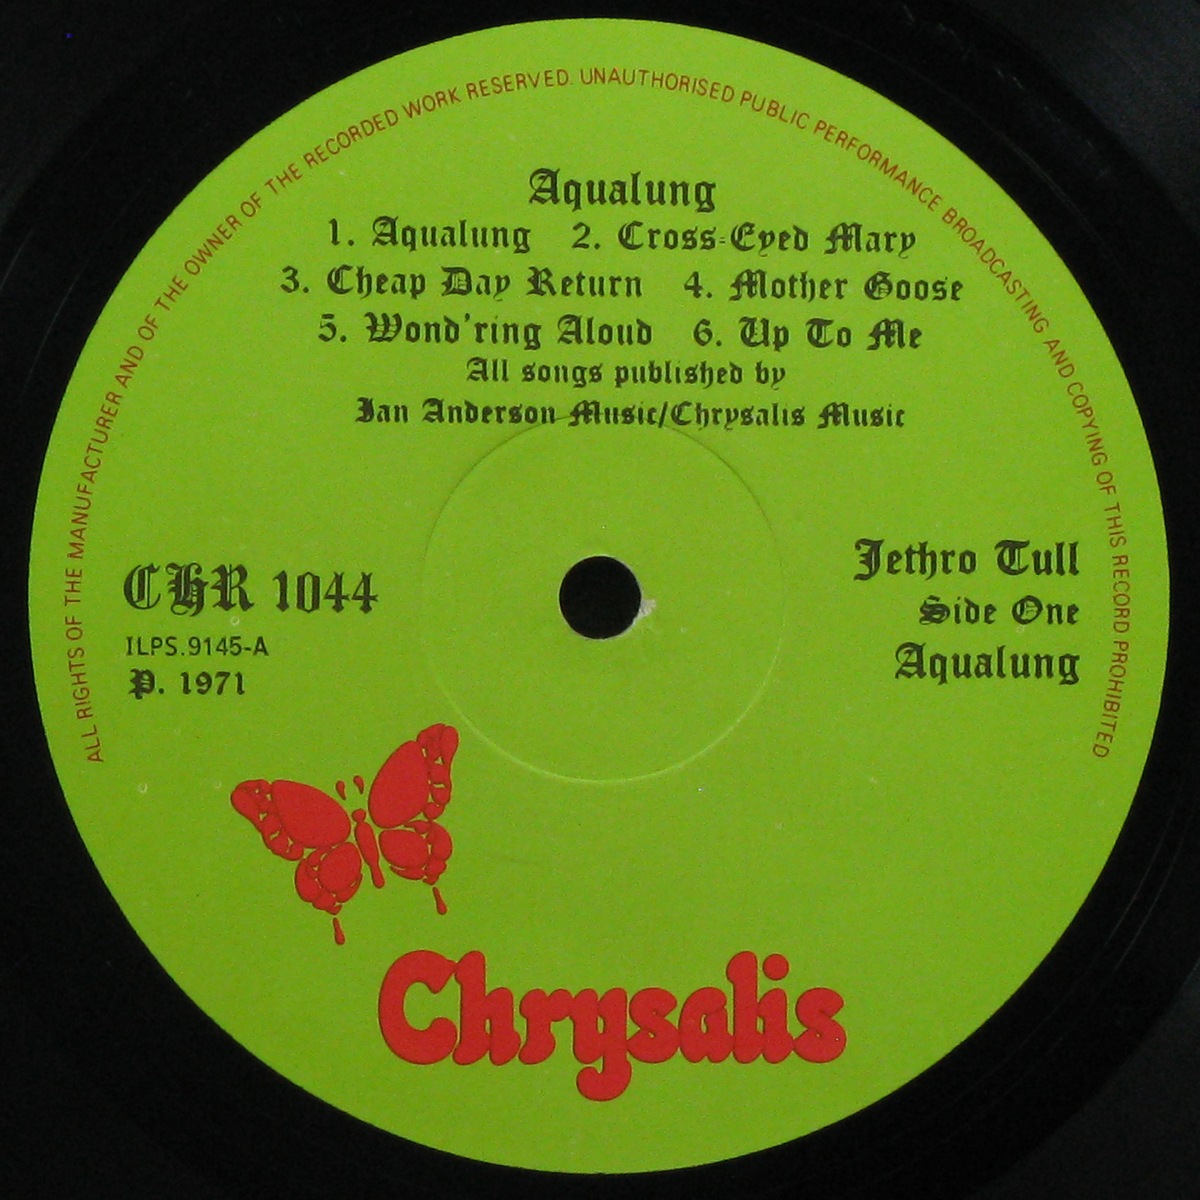 ALL RIGHTS OF THE MANUFACTURER AND OF THE OWNER OF THE RECORDED WORK RESERVED. UNAUTHORISED PUBLIC PERFORMANCE BROADCASTING AND COPYING OF THIS RECORD PROHIBITED
Aqualung
1. Aqualung 2. Cross-Eyed Mary
3. Cheap Day Return 4. Mother Goose
5. Wond'ring Aloud 6. Up To Me
All songs published by
Ian Anderson Music/Chrysalis Music
CHR 1044
ILPS.9145-A
P. 1971
Jethro Tull
Side One
Aqualung
Chrysalis